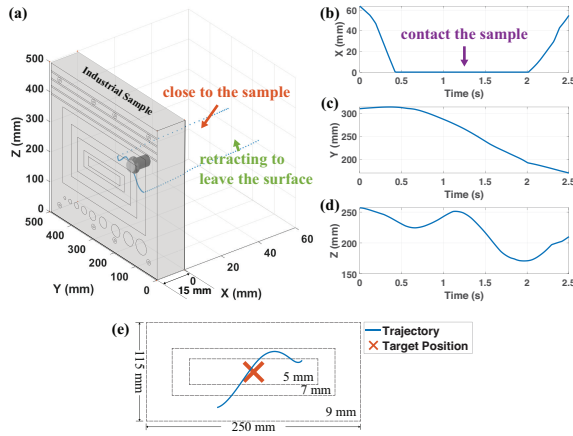 (a)
Industrial Sample
close to the sample
retracting to
leave the surface
Z (mm)
500
400
300
200
100
0
500
400
300
200
100
0
Y (mm)
15 mm
0
20
40
60
X (mm)
(b)
contact the sample
X (mm)
60
40
20
0
0
0.5
1
1.5
2
2.5
Time (s)
(c)
Y (mm)
300
250
200
0
0.5
1
1.5
2
2.5
Time (s)
(d)
Z (mm)
250
200
150
0
0.5
1
1.5
2
2.5
Time (s)
(e)
115 mm
5 mm
7 mm
9 mm
250 mm
Trajectory
Target Position